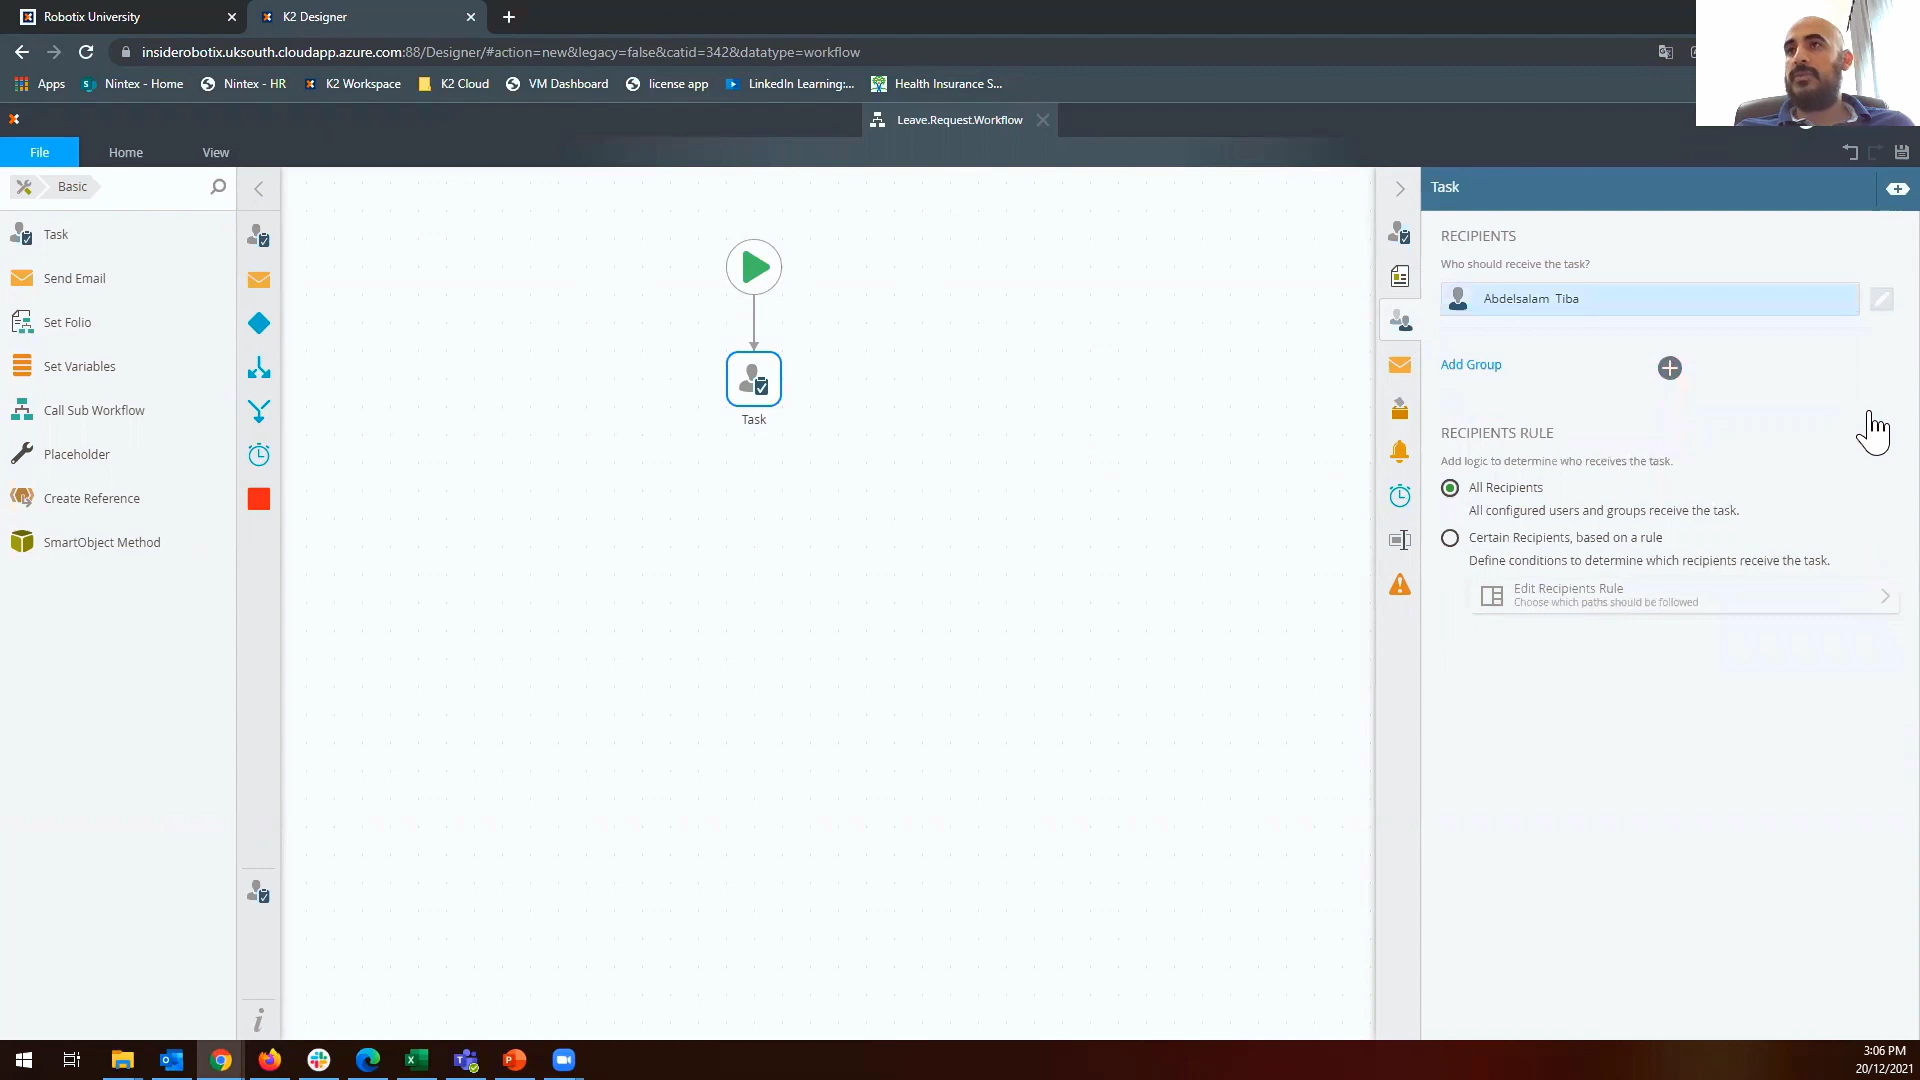 Robotix University
K2 Designer
insiderobotix.uksouth.cloudapp.azure.com:88/Designer/#action=new&legacy=false&catid=342&datatype=workflow
Apps
Nintex - Home
Nintex - HR
K2 Workspace
K2 Cloud
VM Dashboard
license app
LinkedIn Learning:...
Health Insurance S...
Leave.Request.Workflow
File
Home
View
Basic
Task
Send Email
Set Folio
Set Variables
Call Sub Workflow
Placeholder
Create Reference
SmartObject Method
Task
Task
RECIPIENTS
Who should receive the task?
Abdelsalam Tiba
Add Group
RECIPIENTS RULE
Add logic to determine who receives the task.
All Recipients
All configured users and groups receive the task.
Certain Recipients, based on a rule
Define conditions to determine which recipients receive the task.
Edit Recipients Rule
Choose which paths should be followed
3:06 PM
20/12/2021